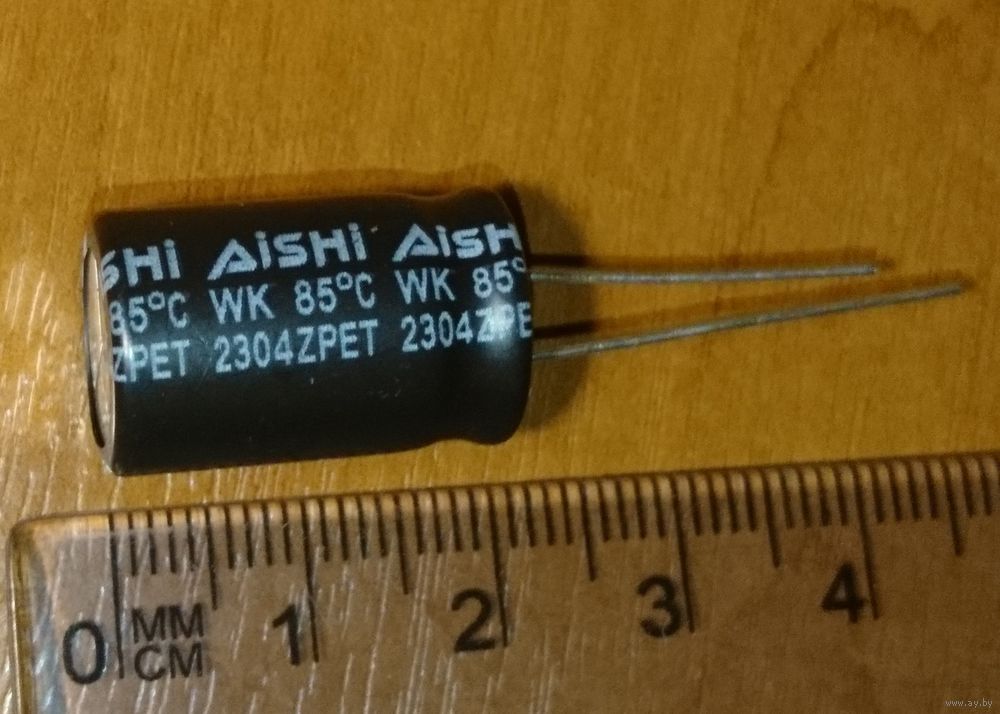 SHi AiSHi AiSH
85°C WK 85°C WK 85°
ZPET 2304ZPET 2304ZPE
0 MM 1 2 3 4
CM
www.ay.by